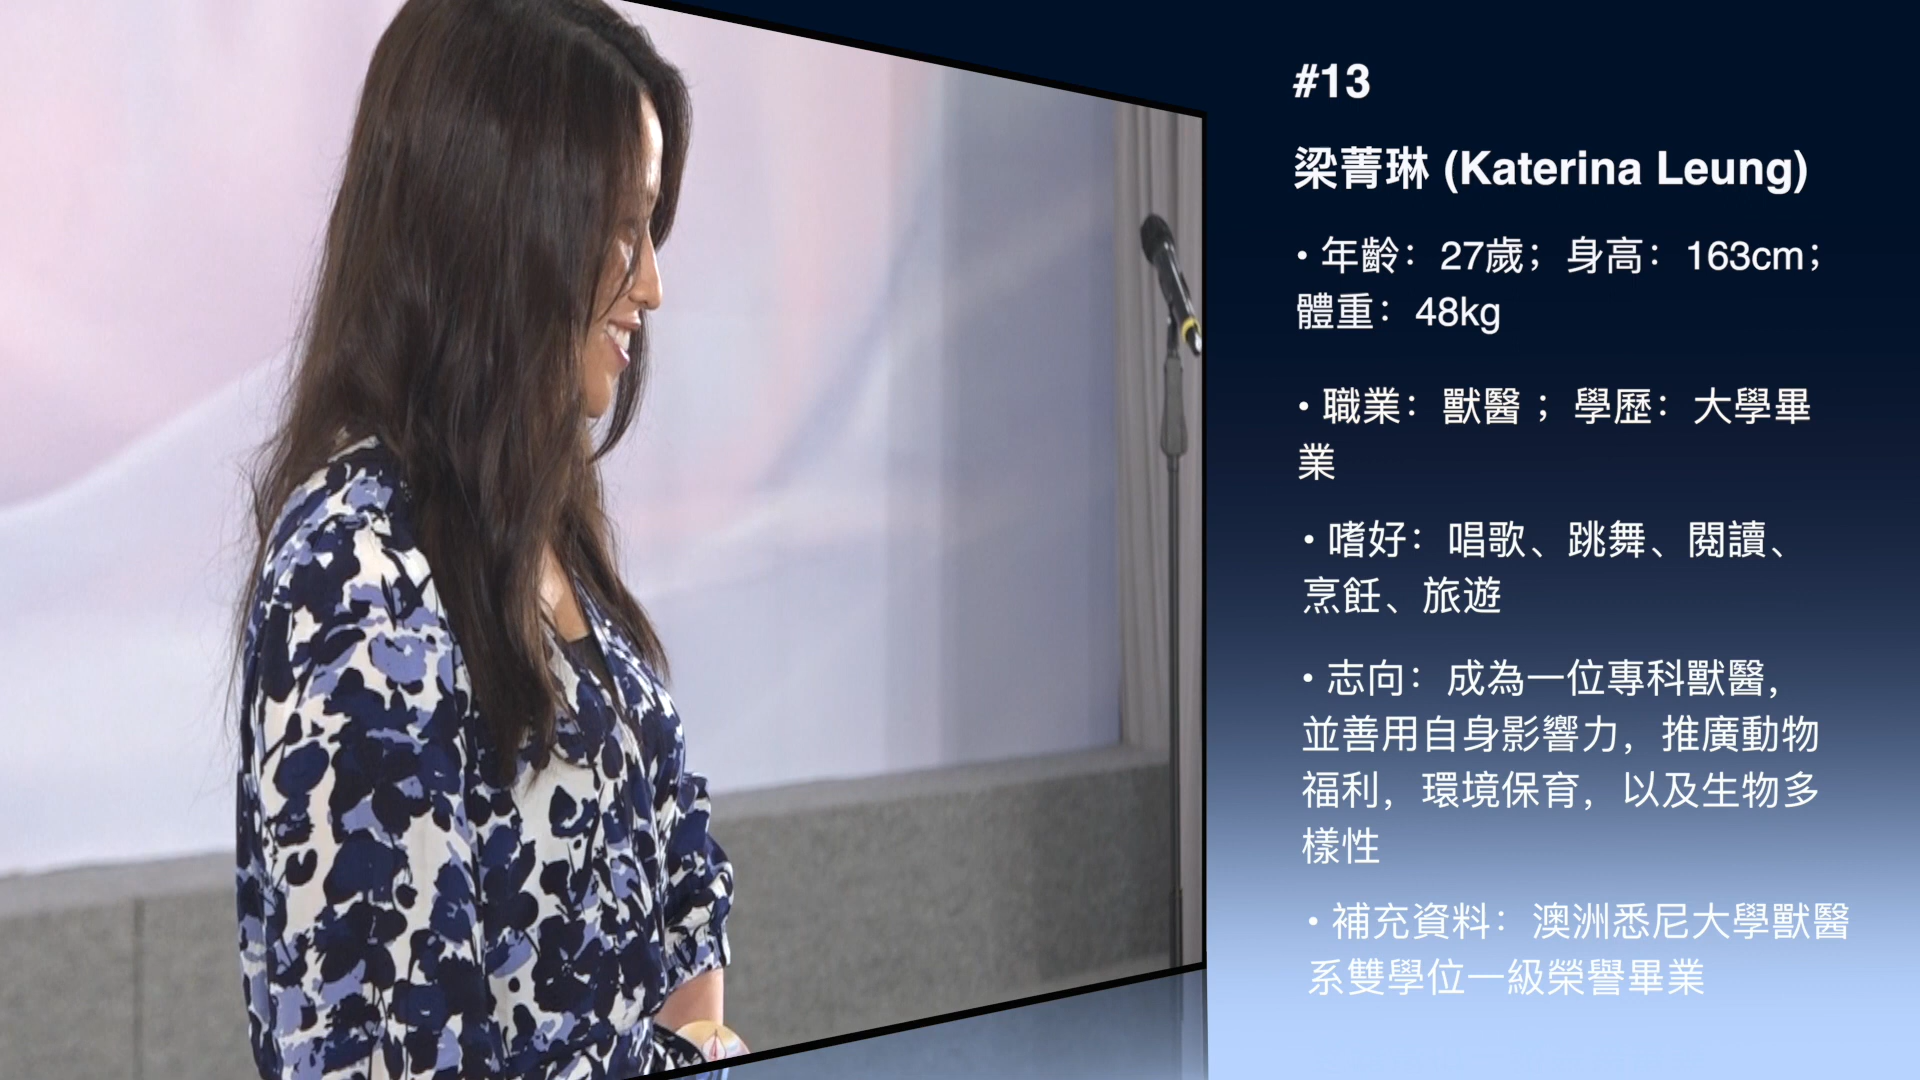 #13
梁菁琳 (Katerina Leung)
• 年齡：27歲；身高：163cm；
體重：48kg
• 職業：獸醫 ；學歷：大學畢
業
• 嗜好：唱歌、跳舞、閱讀、
烹飪、旅遊
• 志向：成為一位專科獸醫，
並善用自身影響力，推廣動物
福利，環境保育，以及生物多
樣性
• 補充資料：澳洲悉尼大學獸醫
系雙學位一級榮譽畢業